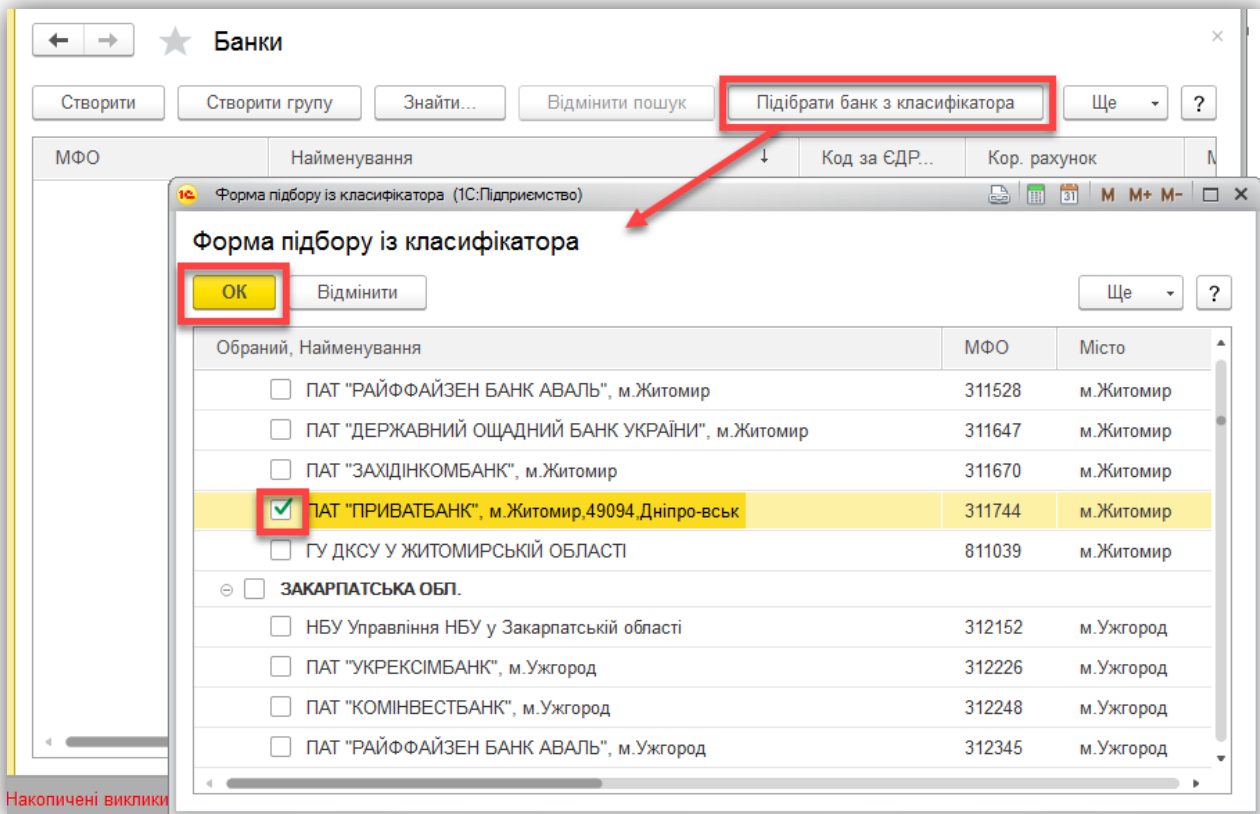 Банки
Створити Створити групу Знайти... Відмінити пошук Підібрати банк з класифікатора Ще ?
МФО Найменування ↓ Код за ЄДР... Кор. рахунок
Форма підбору із класифікатора (1С:Підприємство) M M+ M-
Форма підбору із класифікатора
ОК Відмінити Ще ?
Обраний, Найменування МФО Місто
ПАТ "РАЙФФАЙЗЕН БАНК АВАЛЬ", м.Житомир 311528 м.Житомир
ПАТ "ДЕРЖАВНИЙ ОЩАДНИЙ БАНК УКРАЇНИ", м.Житомир 311647 м.Житомир
ПАТ "ЗАХІДІНКОМБАНК", м.Житомир 311670 м.Житомир
ПАТ "ПРИВАТБАНК", м.Житомир,49094,Дніпро-вськ 311744 м.Житомир
ГУ ДКСУ У ЖИТОМИРСЬКІЙ ОБЛАСТІ 811039 м.Житомир
ЗАКАРПАТСЬКА ОБЛ.
НБУ Управління НБУ у Закарпатській області 312152 м.Ужгород
ПАТ "УКРЕКСІМБАНК", м.Ужгород 312226 м.Ужгород
ПАТ "КОМІНВЕСТБАНК", м.Ужгород 312248 м.Ужгород
ПАТ "РАЙФФАЙЗЕН БАНК АВАЛЬ", м.Ужгород 312345 м.Ужгород
Накопичені виклики